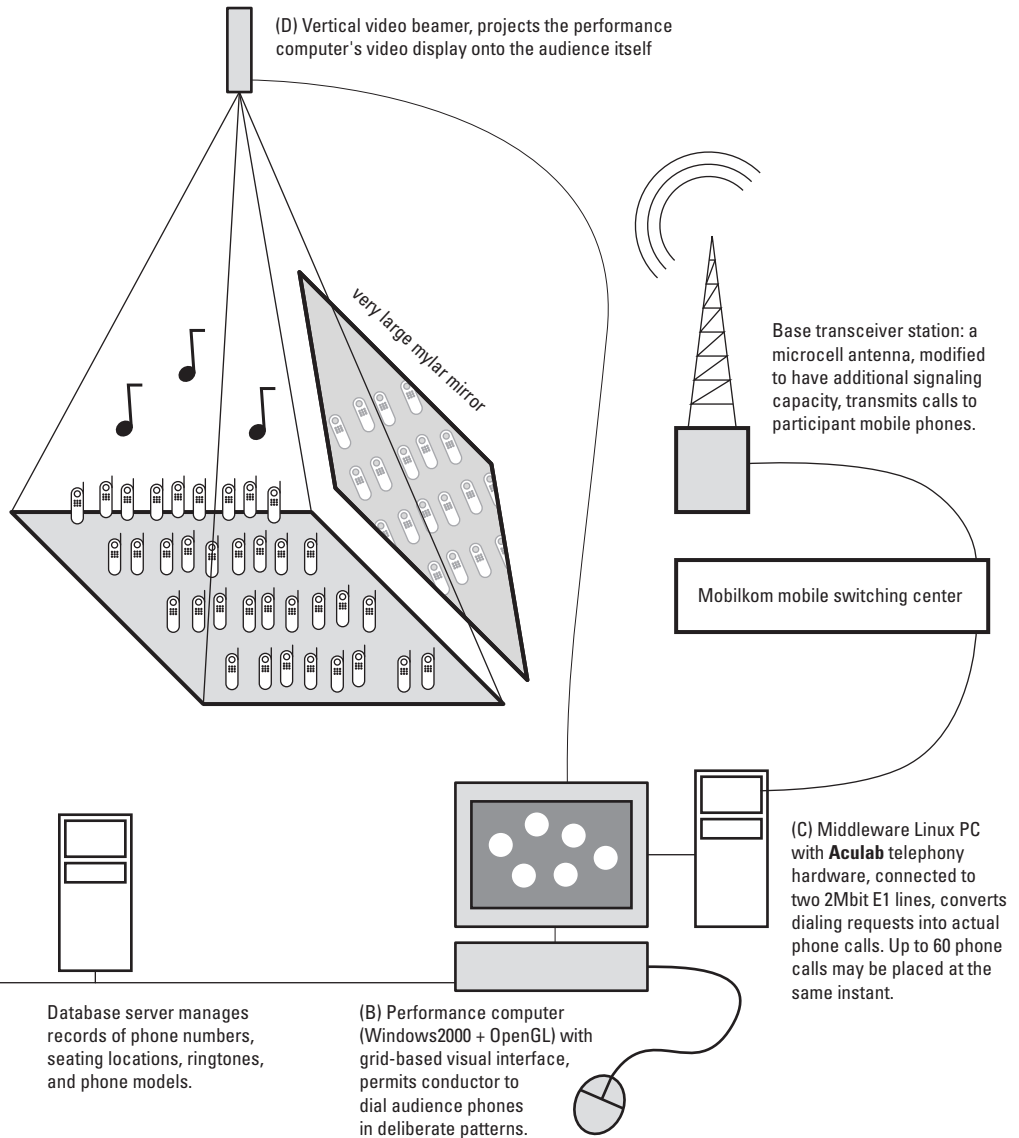 (D) Vertical video beamer, projects the performance
computer's video display onto the audience itself
very large mylar mirror
Base transceiver station: a
microcell antenna, modified
to have additional signaling
capacity, transmits calls to
participant mobile phones.
Mobilkom mobile switching center
(C) Middleware Linux PC
with Aculab telephony
hardware, connected to
two 2Mbit E1 lines, converts
dialing requests into actual
phone calls. Up to 60 phone
calls may be placed at the
same instant.
Database server manages
records of phone numbers,
seating locations, ringtones,
and phone models.
(B) Performance computer
(Windows2000 + OpenGL) with
grid-based visual interface,
permits conductor to
dial audience phones
in deliberate patterns.